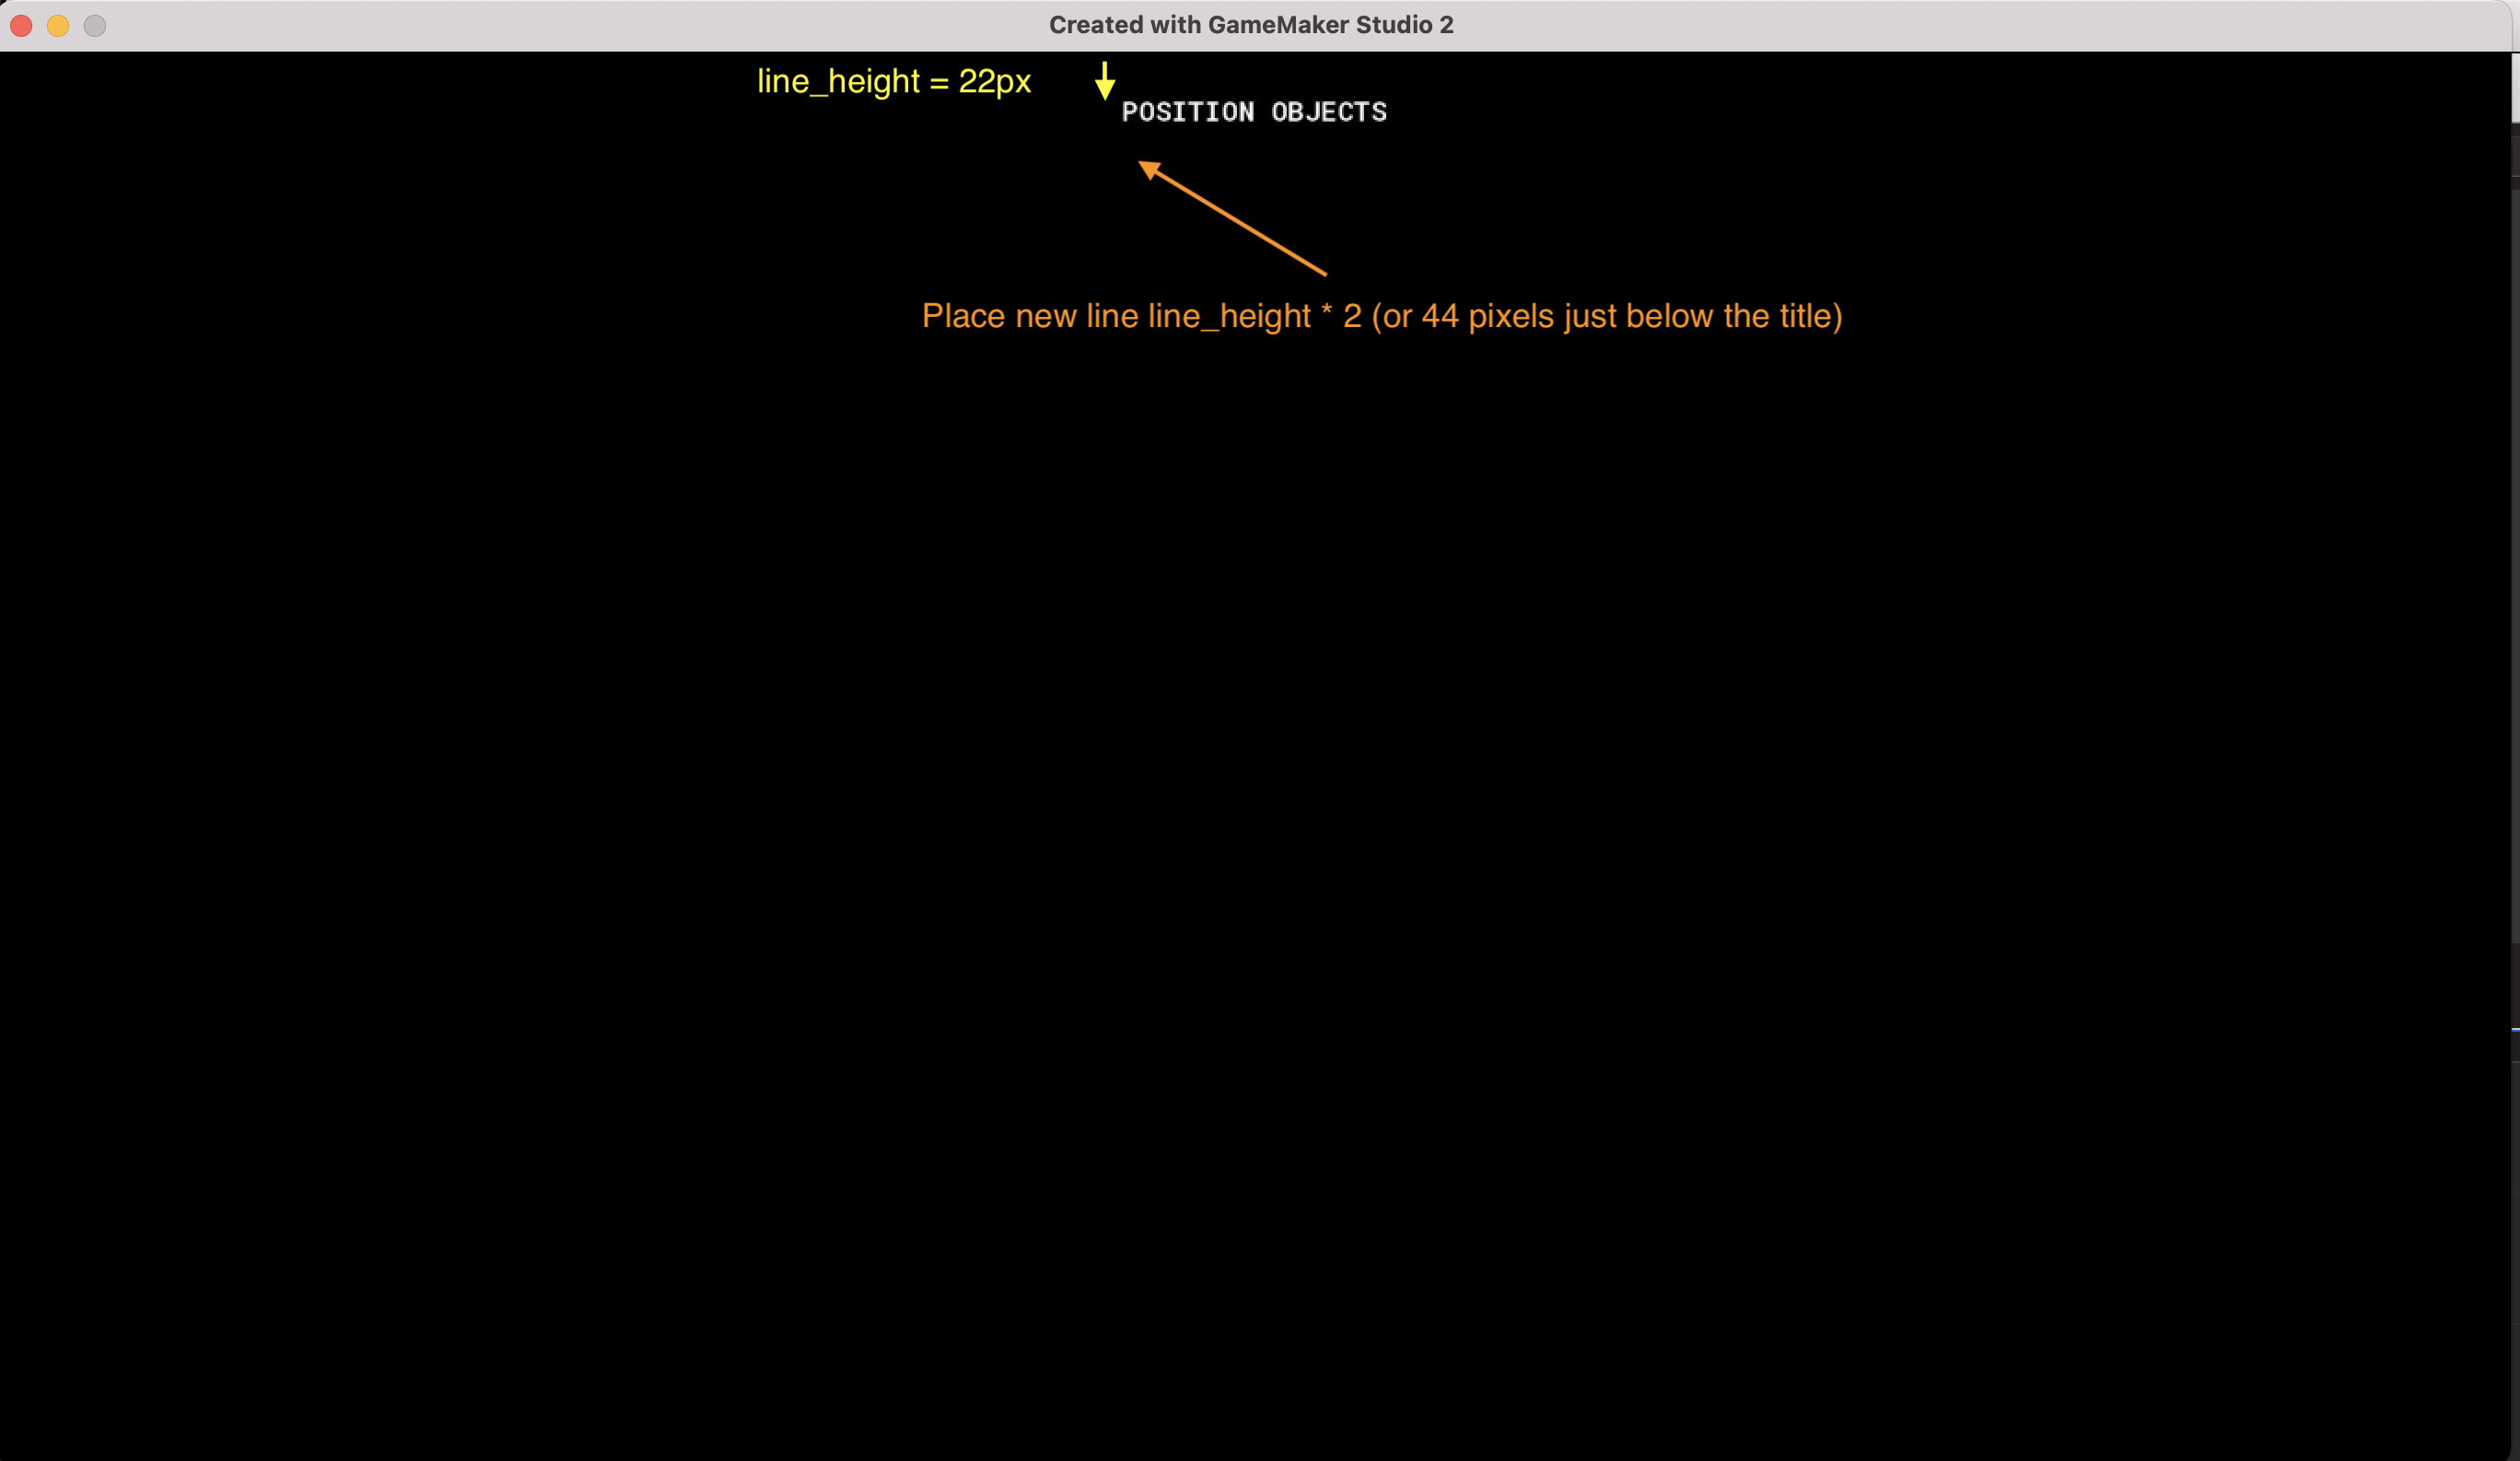 Created with GameMaker Studio 2
line_height = 22px
POSITION OBJECTS
Place new line line_height * 2 (or 44 pixels just below the title)